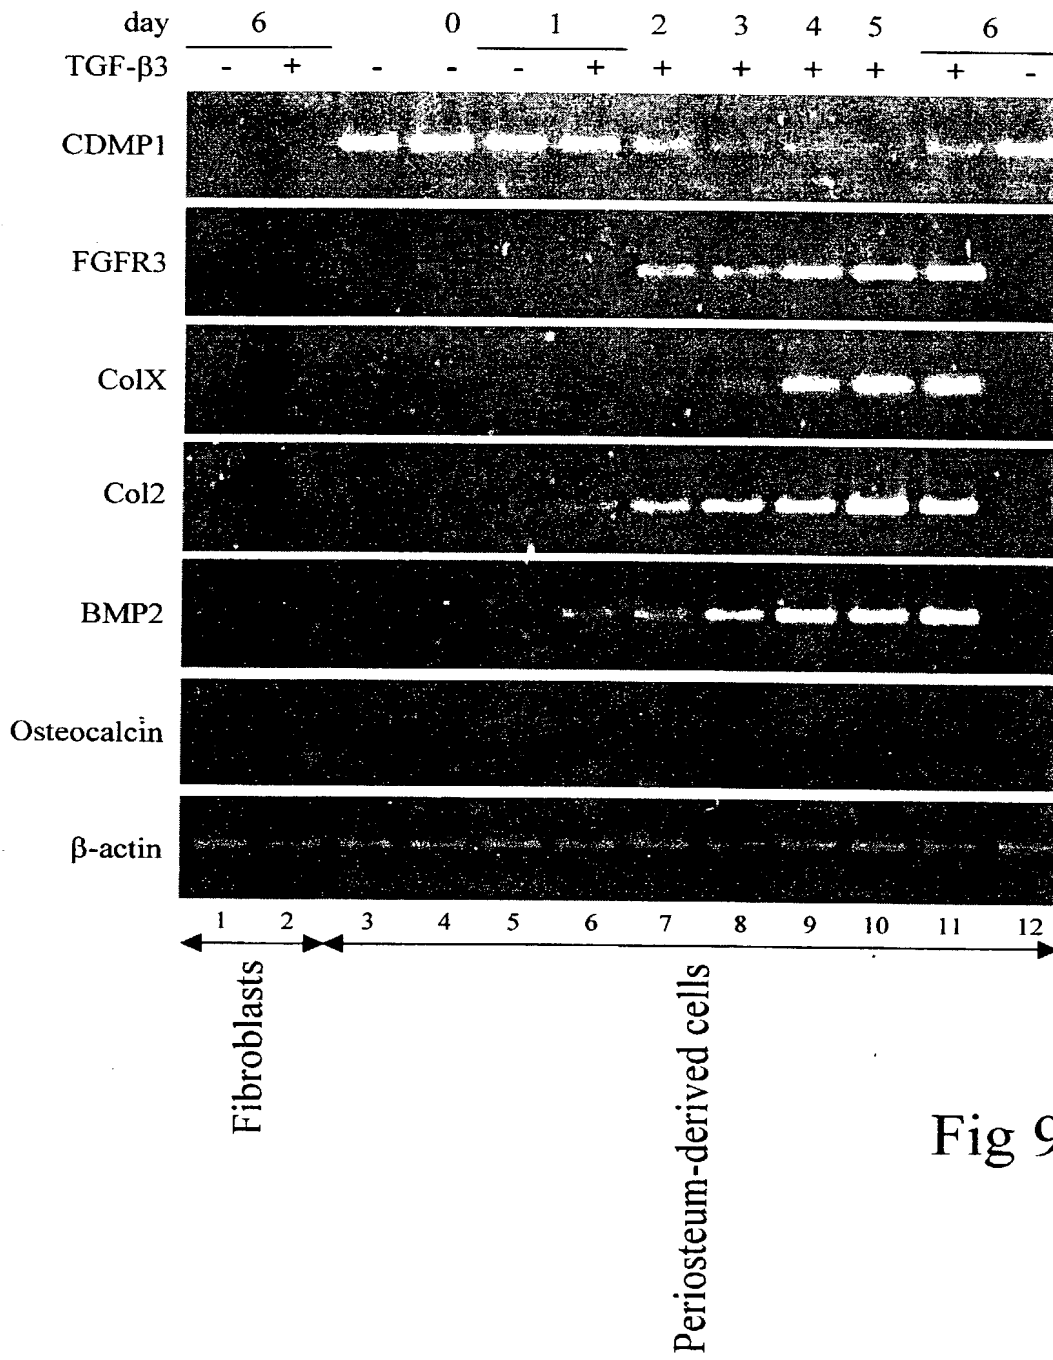 day 6 0 1 2 3 4 5 6
TGF-β3 - + - - - + + + + + + -
CDMP1
FGFR3
ColX
Col2
BMP2
Osteocalcin
β-actin
1 2 3 4 5 6 7 8 9 10 11 12
Fibroblasts
Periosteum-derived cells
Fig 9